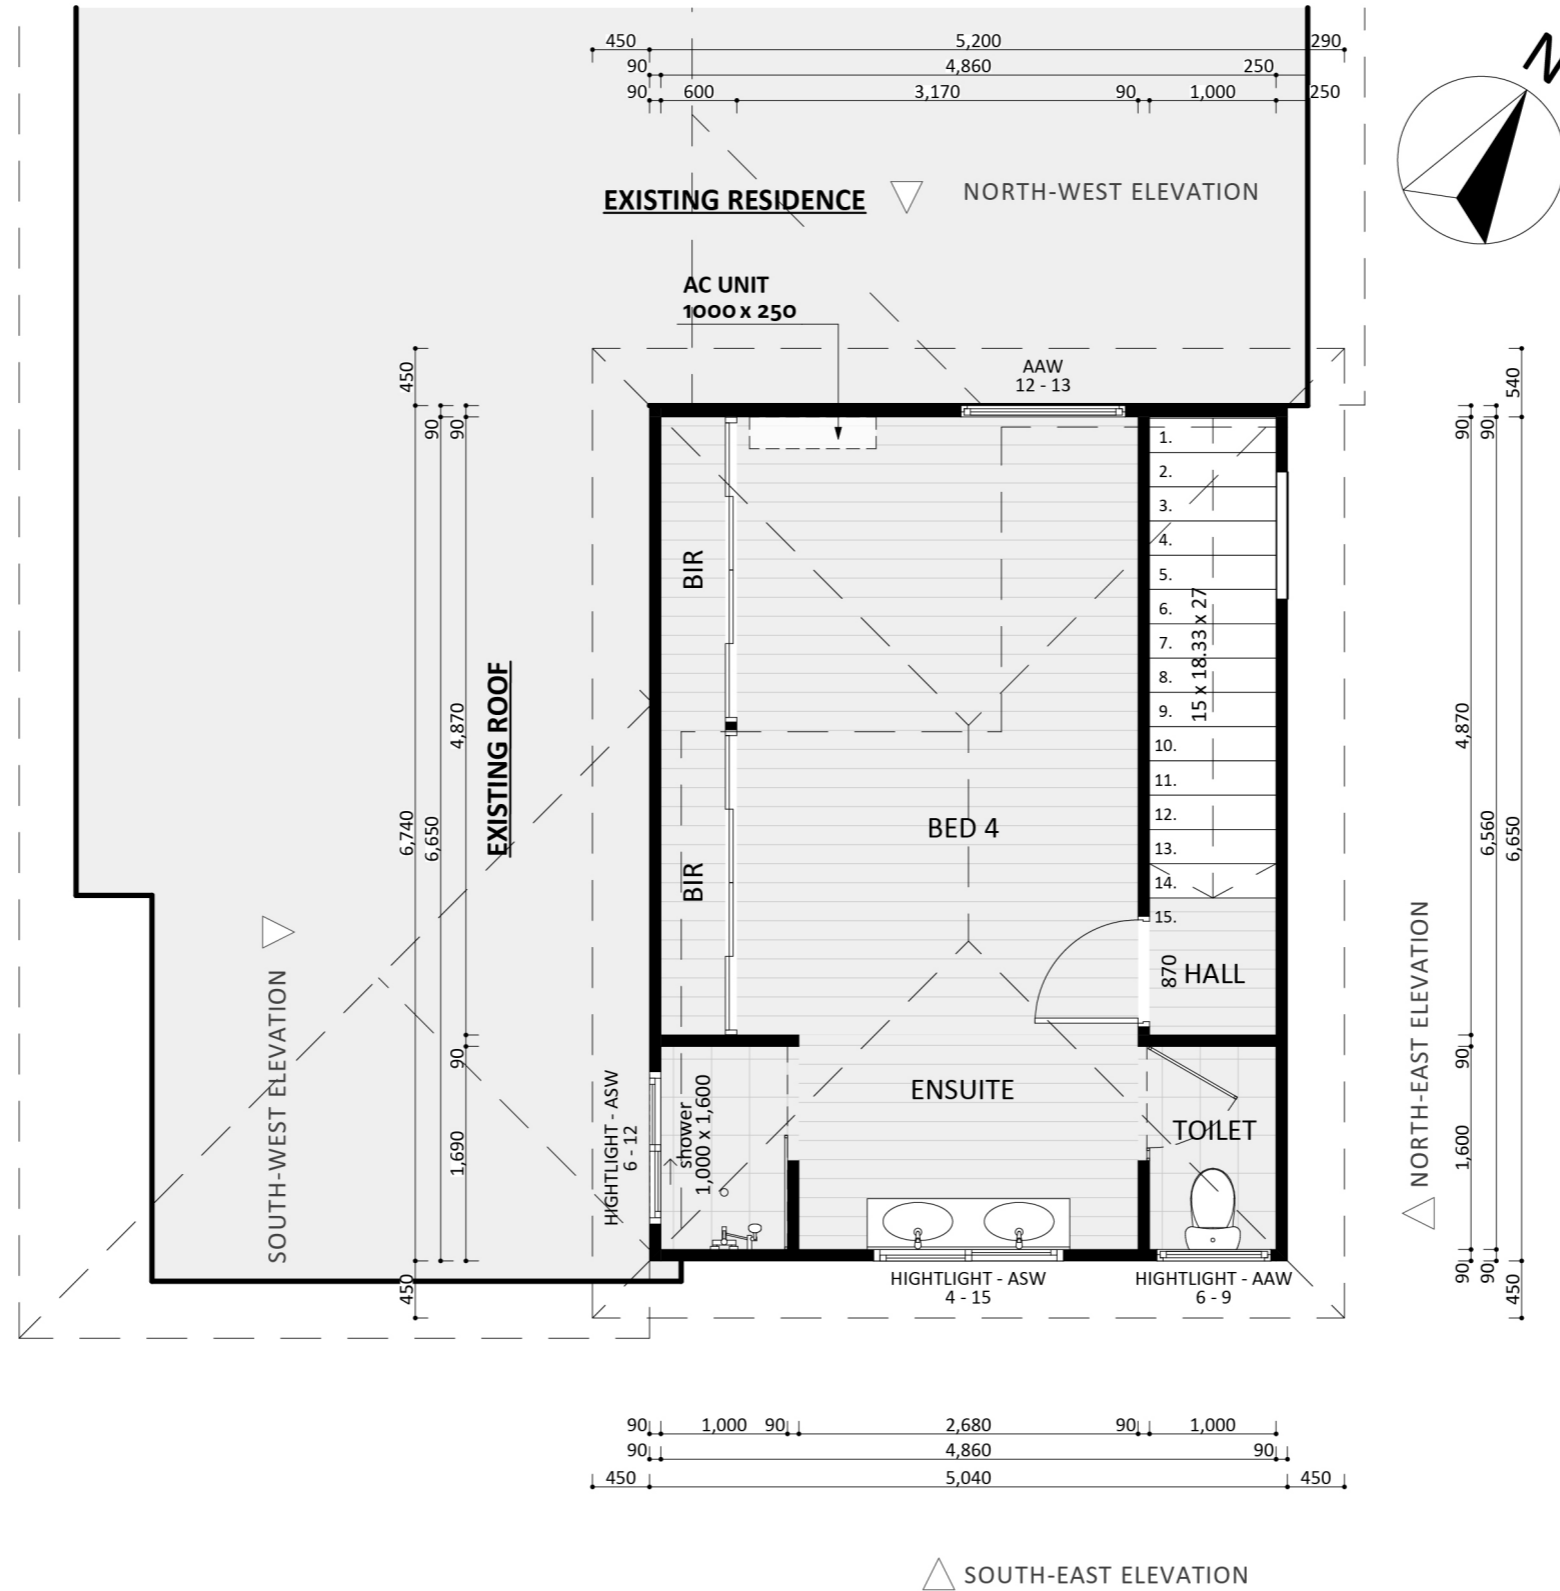 450 5,200 290
90 4,860 250
90 600 3,170 90 1,000 250
N
EXISTING RESIDENCE
NORTH-WEST ELEVATION
AC UNIT
1000 x 250
AAW
12 - 13
450
90
90
540
90
90
1.
2.
3.
4.
5.
6.
7.
8.
9.
10.
11.
12.
13.
14.
15.
15 x 18.33 x 27
BIR
BIR
EXISTING ROOF
4,870
6,740
6,650
BED 4
4,870
6,560
6,650
870
HALL
SOUTH-WEST ELEVATION
NORTH-EAST ELEVATION
90
1,690
450
HIGHTLIGHT - ASW
6 - 12
shower
1,000 x 1,600
ENSUITE
TOILET
90
1,600
90
90
450
HIGHTLIGHT - ASW
4 - 15
HIGHTLIGHT - AAW
6 - 9
90 1,000 90 2,680 90 1,000
90 4,860 90
450 5,040 450
SOUTH-EAST ELEVATION